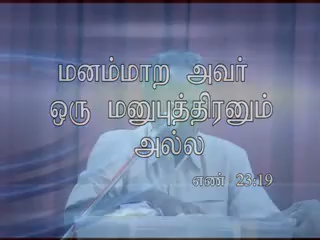 மனம்மாற அவர்
ஒரு மனுபுத்திரனும்
அல்ல
எண் 23:19